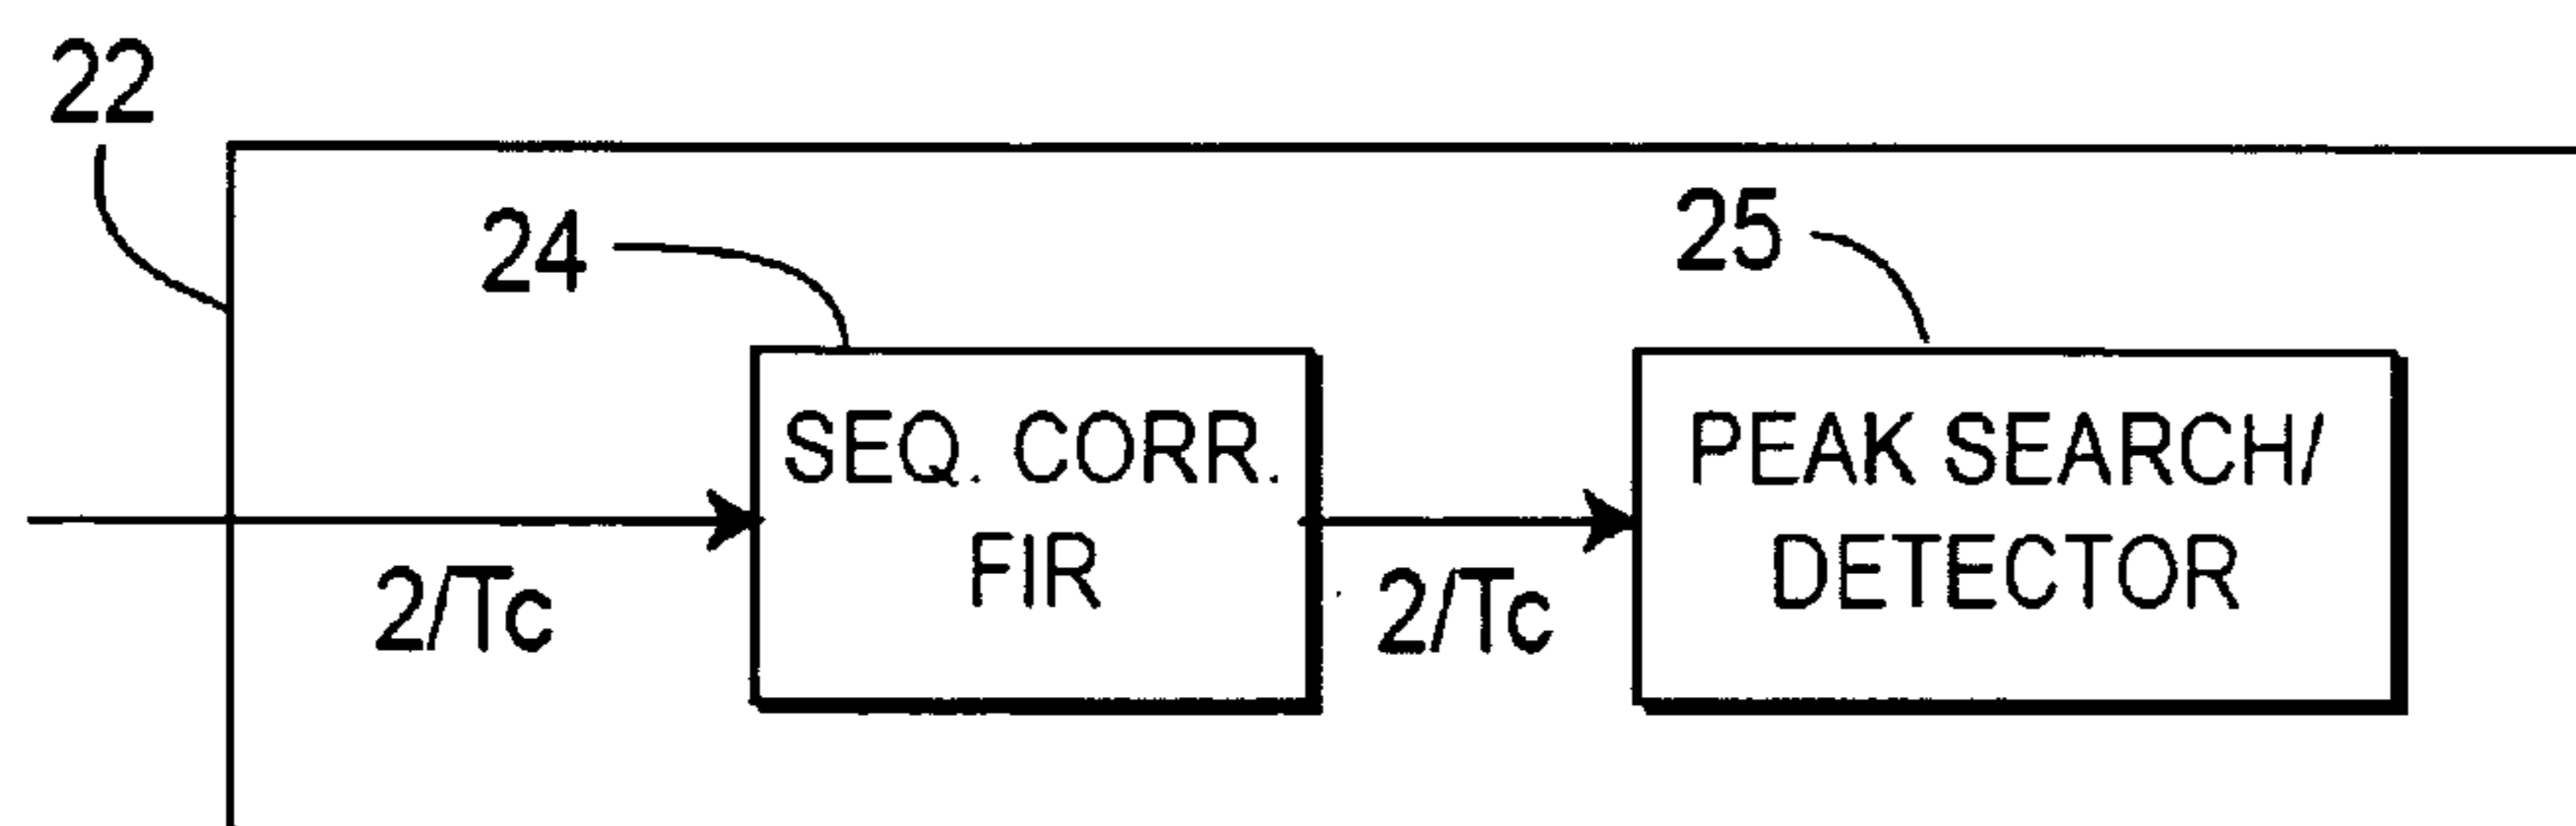 22
24
25
SEQ. CORR.
FIR
PEAK SEARCH/
DETECTOR
2/Tc
2/Tc